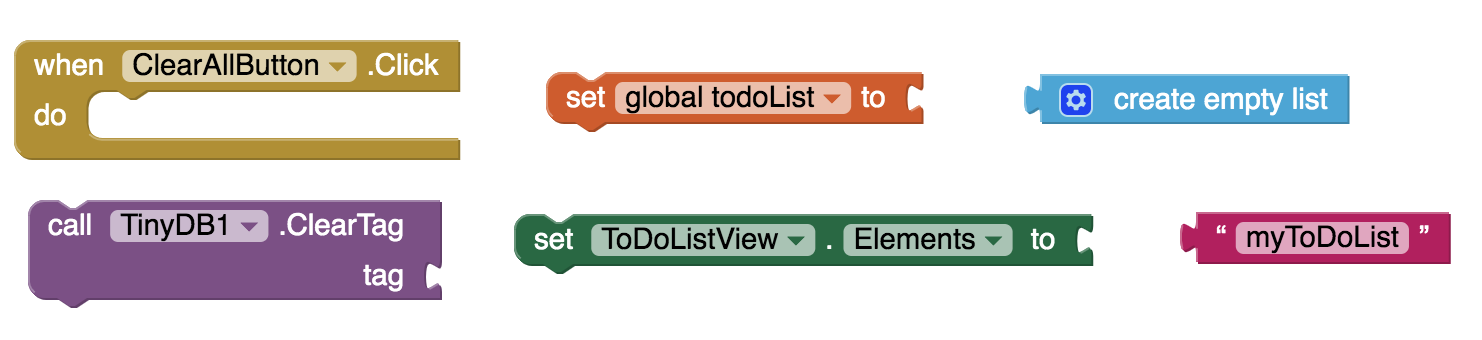 when ClearAllButton .Click
do
set global todoList to
create empty list
call TinyDB1 .ClearTag
tag
set ToDoListView . Elements to
“ myToDoList ”